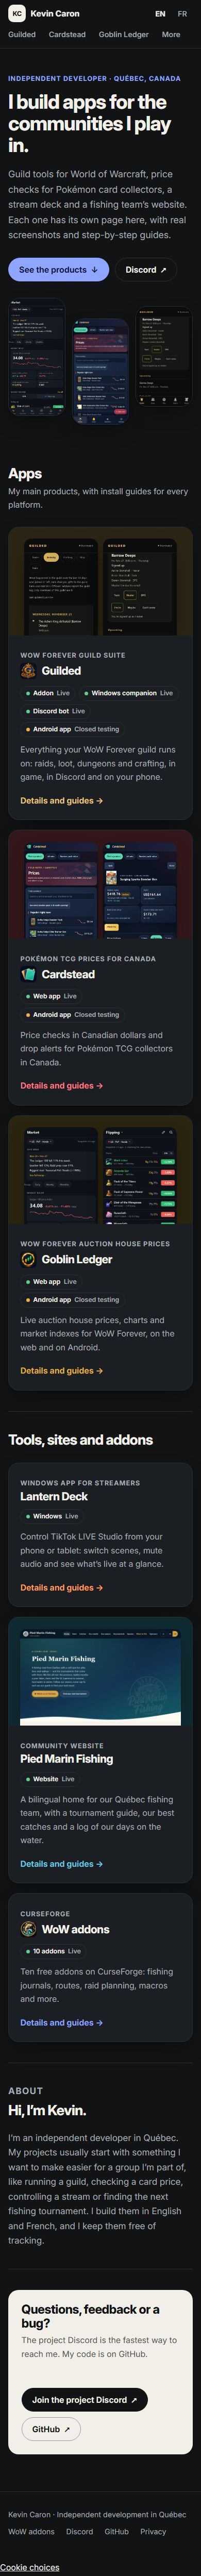 KC Kevin Caron EN FR
Guilded Cardstead Goblin Ledger More
INDEPENDENT DEVELOPER · QUÉBEC, CANADA
I build apps for the
communities I play
in.
Guild tools for World of Warcraft, price
checks for Pokémon card collectors, a
stream deck and a fishing team's website.
Each one has its own page here, with real
screenshots and step-by-step guides.
See the products ↓ Discord ↗
Apps
My main products, with install guides for every
platform.
WOW FOREVER GUILD SUITE
Guilded
Addon Live Windows companion Live
Discord bot Live
Android app Closed testing
Everything your WoW Forever guild runs
on: raids, loot, dungeons and crafting, in
game, in Discord and on your phone.
Details and guides →
Prices
POKÉMON TCG PRICES FOR CANADA
Cardstead
Web app Live
Android app Closed testing
Price checks in Canadian dollars and
drop alerts for Pokémon TCG collectors
in Canada.
Details and guides →
Market Flipping
WOW FOREVER AUCTION HOUSE PRICES
Goblin Ledger
Web app Live
Android app Closed testing
Live auction house prices, charts and
market indexes for WoW Forever, on the
web and on Android.
Details and guides →
Tools, sites and addons
WINDOWS APP FOR STREAMERS
Lantern Deck
Windows Live
Control TikTok LIVE Studio from your
phone or tablet: switch scenes, mute
audio and see what's live at a glance.
Details and guides →
Pied Marin Fishing
COMMUNITY WEBSITE
Pied Marin Fishing
Website Live
A bilingual home for our Québec fishing
team, with a tournament guide, our best
catches and a log of our days on the
water.
Details and guides →
CURSEFORGE
WoW addons
10 addons Live
Ten free addons on CurseForge: fishing
journals, routes, raid planning, macros
and more.
Details and guides →
ABOUT
Hi, I'm Kevin.
I'm an independent developer in Québec.
My projects usually start with something I
want to make easier for a group I'm part of,
like running a guild, checking a card price,
controlling a stream or finding the next
fishing tournament. I build them in English
and French, and I keep them free of
tracking.
Questions, feedback or a
bug?
The project Discord is the fastest way to
reach me. My code is on GitHub.
Join the project Discord ↗
GitHub ↗
Kevin Caron · Independent development in Québec
WoW addons Discord GitHub Privacy
Cookie choices